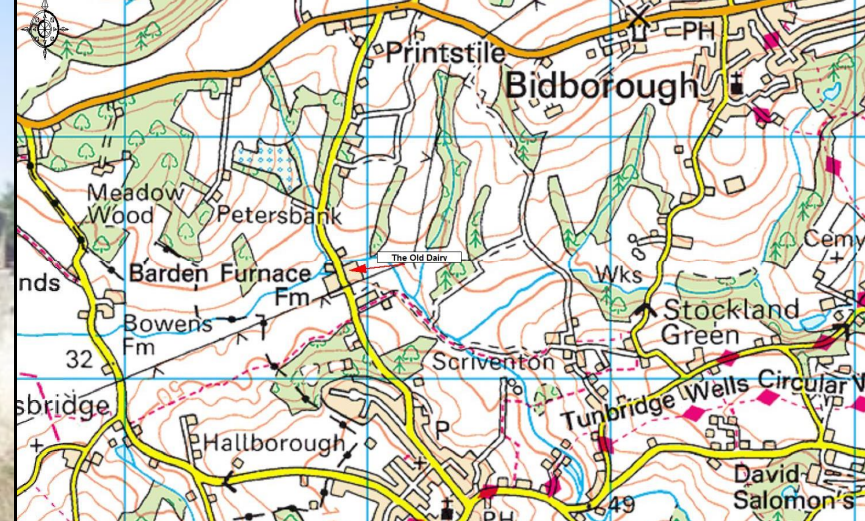 PH
Printstile
Bidborough
Meadow
Wood
Petersbank
The Old Dairy
Cemy
nds
Barden Furnace
Fm
Wks
Bowens
Fm
Stockland
Green
32
Scriventon
sbridge
Tunbridge Wells Circular W
P
Hallborough
David
Salomon's
49
PH